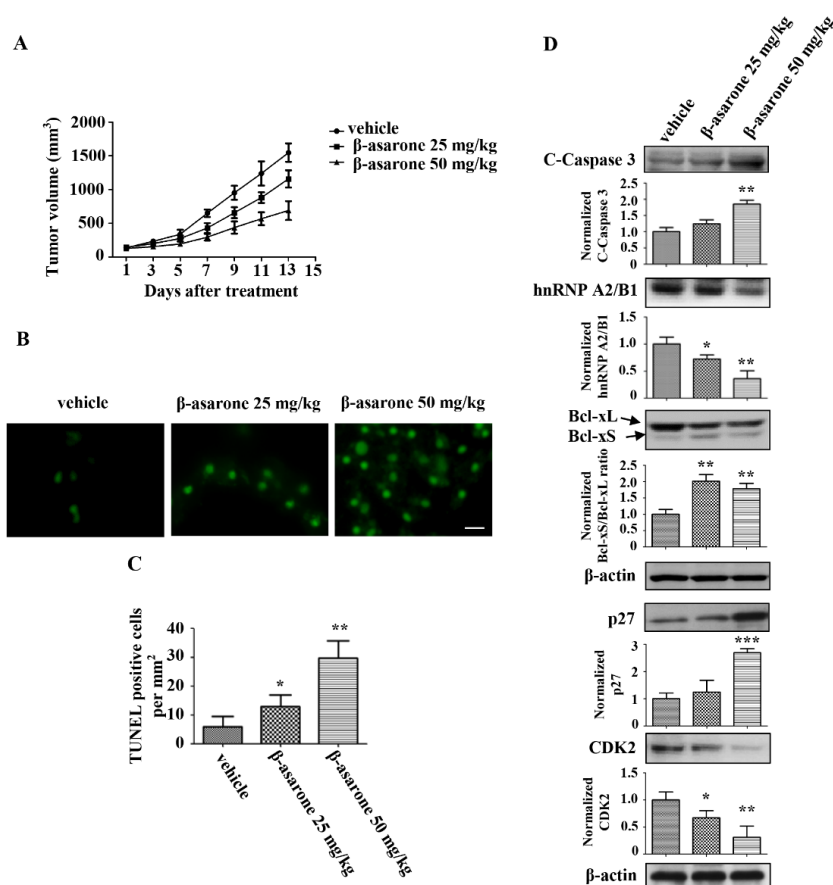 A
Tumor volume (mm³)
2000
1500
1000
500
0
1 3 5 7 9 11 13 15
Days after treatment
vehicle
β-asarone 25 mg/kg
β-asarone 50 mg/kg
B
vehicle
β-asarone 25 mg/kg
β-asarone 50 mg/kg
C
TUNEL positive cells
per mm²
40
30
20
10
0
*
**
vehicle
β-asarone 25 mg/kg
β-asarone 50 mg/kg
D
vehicle
β-asarone 25 mg/kg
β-asarone 50 mg/kg
C-Caspase 3
Normalized
C-Caspase 3
2.5
2.0
1.5
1.0
0.5
0
**
hnRNP A2/B1
Normalized
hnRNP A2/B1
1.5
1.0
0.5
0
*
**
Bcl-xL
Bcl-xS
Normalized
Bcl-xS/Bcl-xL ratio
2.5
2.0
1.5
1.0
0.5
0
**
**
β-actin
p27
Normalized
p27
3
2
1
0
***
CDK2
Normalized
CDK2
1.5
1.0
0.5
0
*
**
β-actin